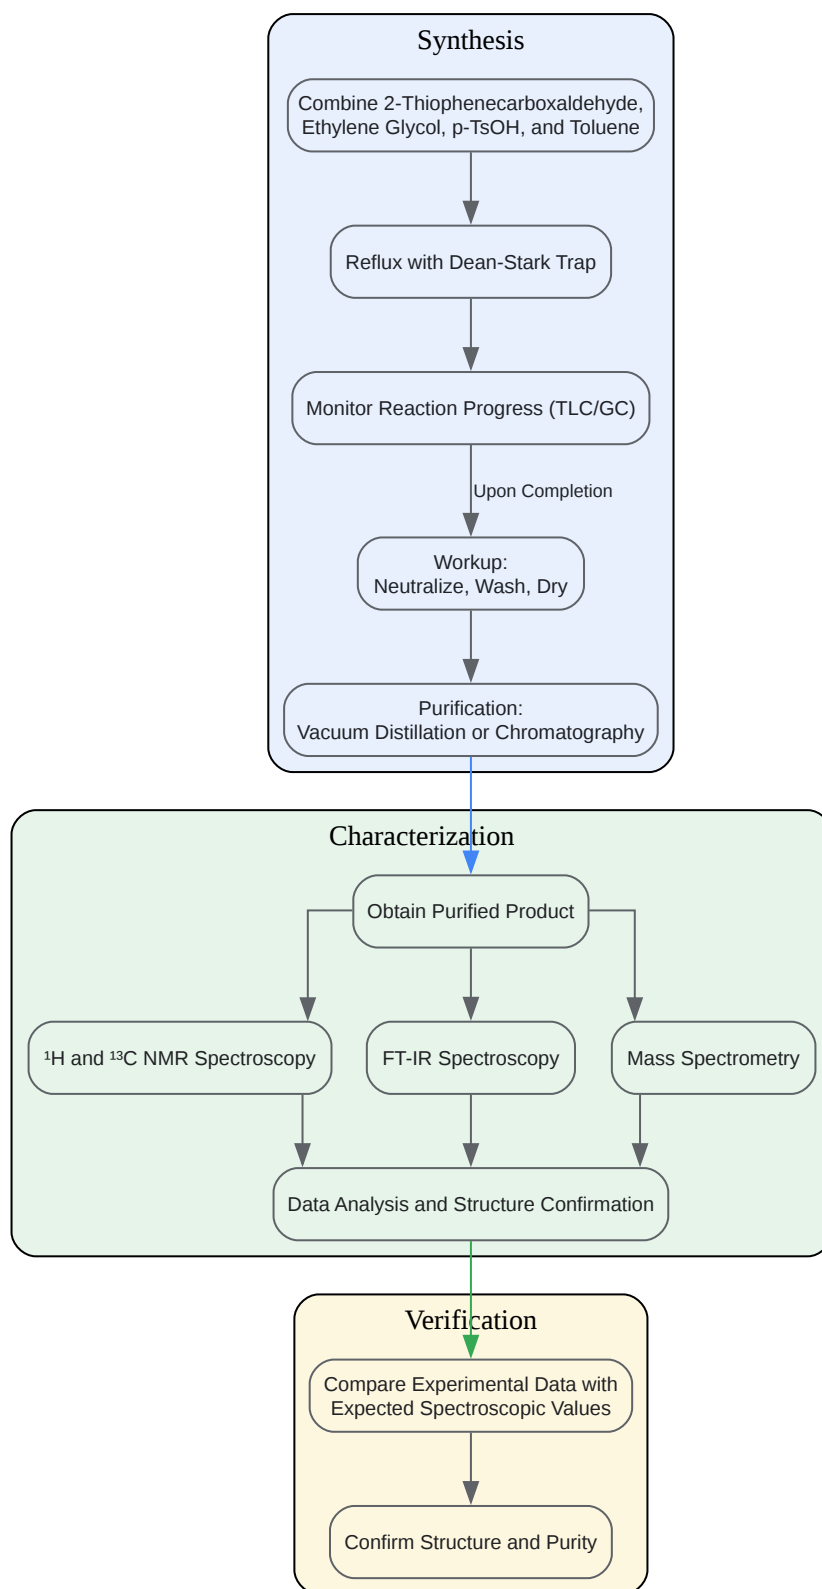 Synthesis
Combine 2-Thiophenecarboxaldehyde,
Ethylene Glycol, p-TsOH, and Toluene
Reflux with Dean-Stark Trap
Monitor Reaction Progress (TLC/GC)
Upon Completion
Workup:
Neutralize, Wash, Dry
Purification:
Vacuum Distillation or Chromatography
Characterization
Obtain Purified Product
¹H and ¹³C NMR Spectroscopy
FT-IR Spectroscopy
Mass Spectrometry
Data Analysis and Structure Confirmation
Verification
Compare Experimental Data with
Expected Spectroscopic Values
Confirm Structure and Purity